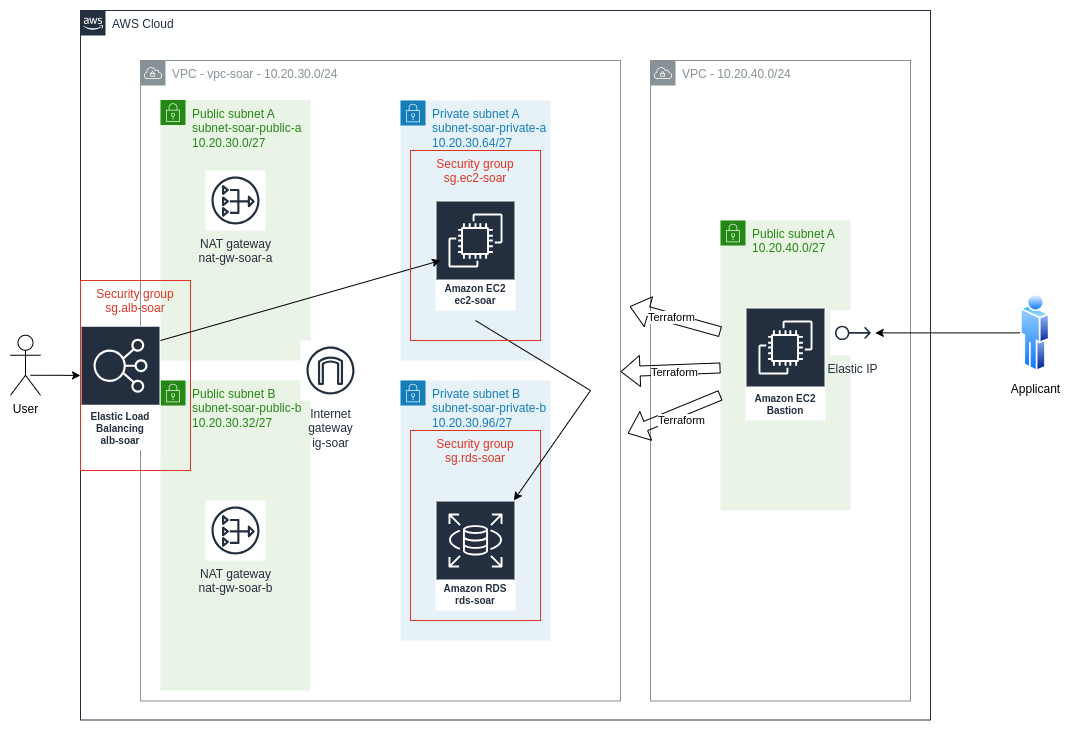 aws
AWS Cloud
VPC - vpc-soar - 10.20.30.0/24
VPC - 10.20.40.0/24
Public subnet A
subnet-soar-public-a
10.20.30.0/27
Private subnet A
subnet-soar-private-a
10.20.30.64/27
Security group
sg.ec2-soar
NAT gateway
nat-gw-soar-a
Amazon EC2
ec2-soar
Security group
sg.alb-soar
Elastic Load
Balancing
alb-soar
User
Public subnet B
subnet-soar-public-b
10.20.30.32/27
Internet
gateway
ig-soar
Private subnet B
subnet-soar-private-b
10.20.30.96/27
Security group
sg.rds-soar
NAT gateway
nat-gw-soar-b
Amazon RDS
rds-soar
Terraform
Terraform
Terraform
Public subnet A
10.20.40.0/27
Amazon EC2
Bastion
Elastic IP
Applicant